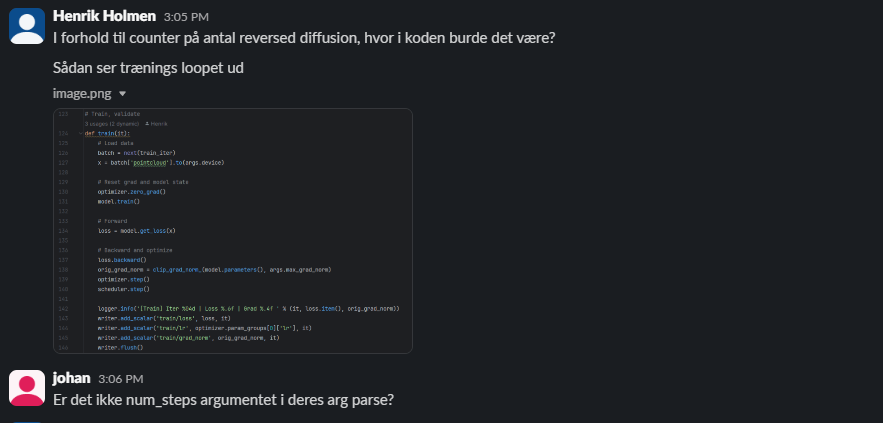 Henrik Holmen 3:05 PM
I forhold til counter på antal reversed diffusion, hvor i koden burde det være?
Sådan ser trænings loopet ud
image.png
123 # Train, validate
3 usages (2 dynamic) Henrik
124 def train(it):
125 # Load data
126 batch = next(train_iter)
127 x = batch['pointcloud'].to(args.device)
128
129 # Reset grad and model state
130 optimizer.zero_grad()
131 model.train()
132
133 # Forward
134 loss = model.get_loss(x)
135
136 # Backward and optimize
137 loss.backward()
138 orig_grad_norm = clip_grad_norm_(model.parameters(), args.max_grad_norm)
139 optimizer.step()
140 scheduler.step()
141
142 logger.info('[Train] Iter %04d | Loss %.6f | Grad %.4f ' % (it, loss.item(), orig_grad_norm))
143 writer.add_scalar('train/loss', loss, it)
144 writer.add_scalar('train/lr', optimizer.param_groups[0]['lr'], it)
145 writer.add_scalar('train/grad_norm', orig_grad_norm, it)
146 writer.flush()
johan 3:06 PM
Er det ikke num_steps argumentet i deres arg parse?